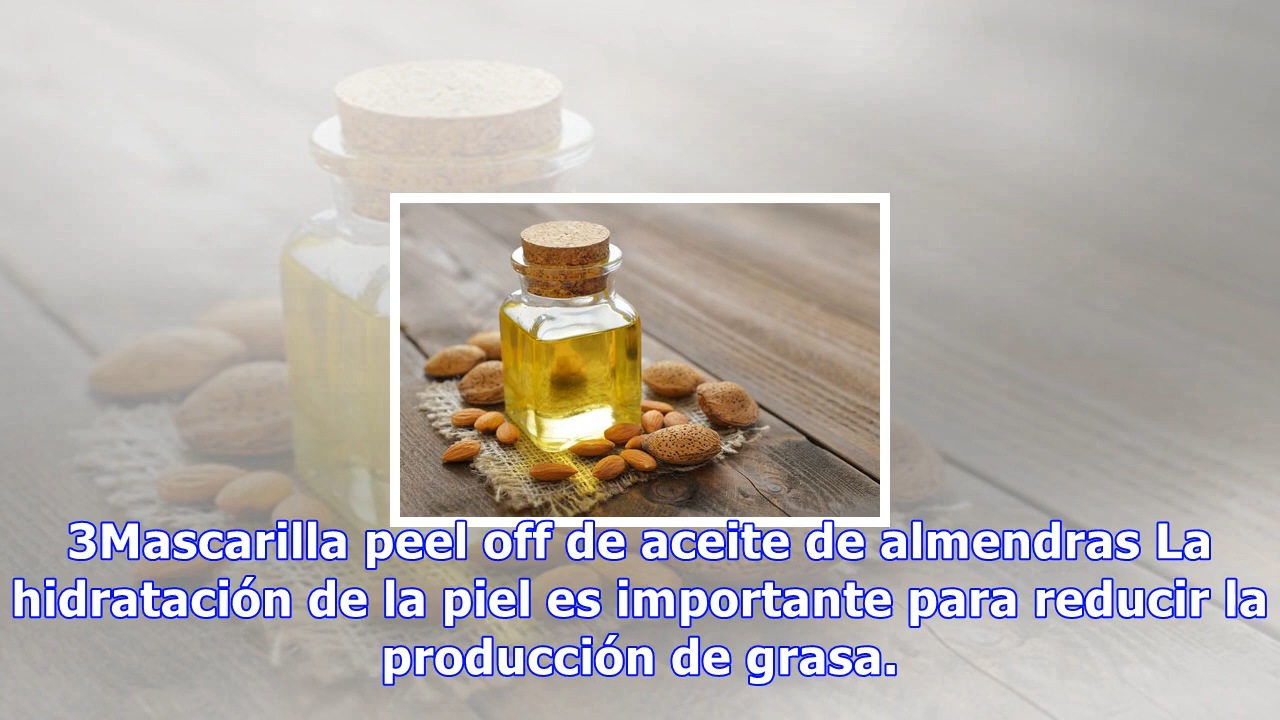 3Mascarilla peel off de aceite de almendras La
hidratación de la piel es importante para reducir la
producción de grasa.